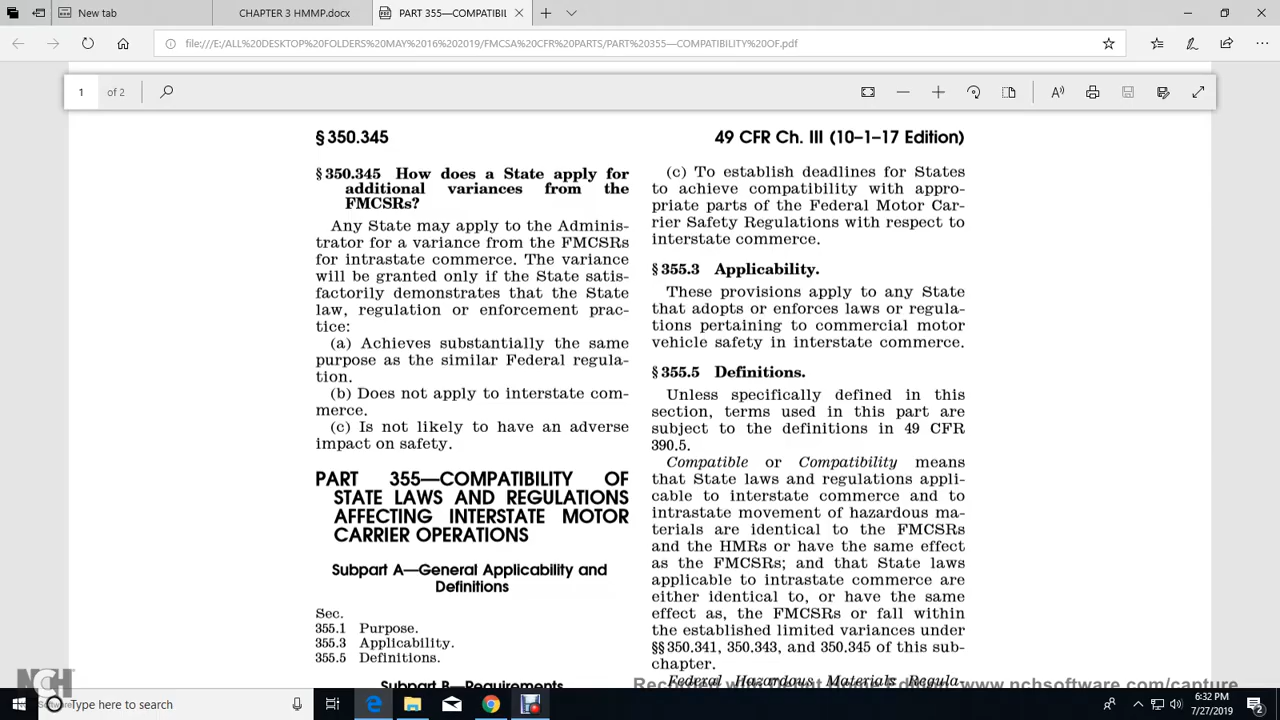 CHAPTER 3 HMMP.docx
PART 355—COMPATIBIL
file:///E:/ALL%20DESKTOP%20FOLDERS%20MAY%2016%202019/FMCSA%20CFR%20PARTS/PART%20355—COMPATIBILITY%20OF.pdf
1 of 2
§ 350.345
49 CFR Ch. III (10–1–17 Edition)
§ 350.345 How does a State apply for
additional variances from the
FMCSRs?
Any State may apply to the Adminis-
trator for a variance from the FMCSRs
for intrastate commerce. The variance
will be granted only if the State satis-
factorily demonstrates that the State
law, regulation or enforcement prac-
tice:
(a) Achieves substantially the same
purpose as the similar Federal regula-
tion.
(b) Does not apply to interstate com-
merce.
(c) Is not likely to have an adverse
impact on safety.
PART 355—COMPATIBILITY OF
STATE LAWS AND REGULATIONS
AFFECTING INTERSTATE MOTOR
CARRIER OPERATIONS
Subpart A—General Applicability and
Definitions
Sec.
355.1 Purpose.
355.3 Applicability.
355.5 Definitions.
Subpart B—Requirements
(c) To establish deadlines for States
to achieve compatibility with appro-
priate parts of the Federal Motor Car-
rier Safety Regulations with respect to
interstate commerce.
§ 355.3 Applicability.
These provisions apply to any State
that adopts or enforces laws or regula-
tions pertaining to commercial motor
vehicle safety in interstate commerce.
§ 355.5 Definitions.
Unless specifically defined in this
section, terms used in this part are
subject to the definitions in 49 CFR
390.5.
Compatible or Compatibility means
that State laws and regulations appli-
cable to interstate commerce and to
intrastate movement of hazardous ma-
terials are identical to the FMCSRs
and the HMRs or have the same effect
as the FMCSRs; and that State laws
applicable to intrastate commerce are
either identical to, or have the same
effect as, the FMCSRs or fall within
the established limited variances under
§§ 350.341, 350.343, and 350.345 of this sub-
chapter.
Federal Hazardous Materials Regula-
NCH
Software
Recorded with Debut Home Edition. www.nchsoftware.com/capture
Type here to search
6:32 PM
7/27/2019